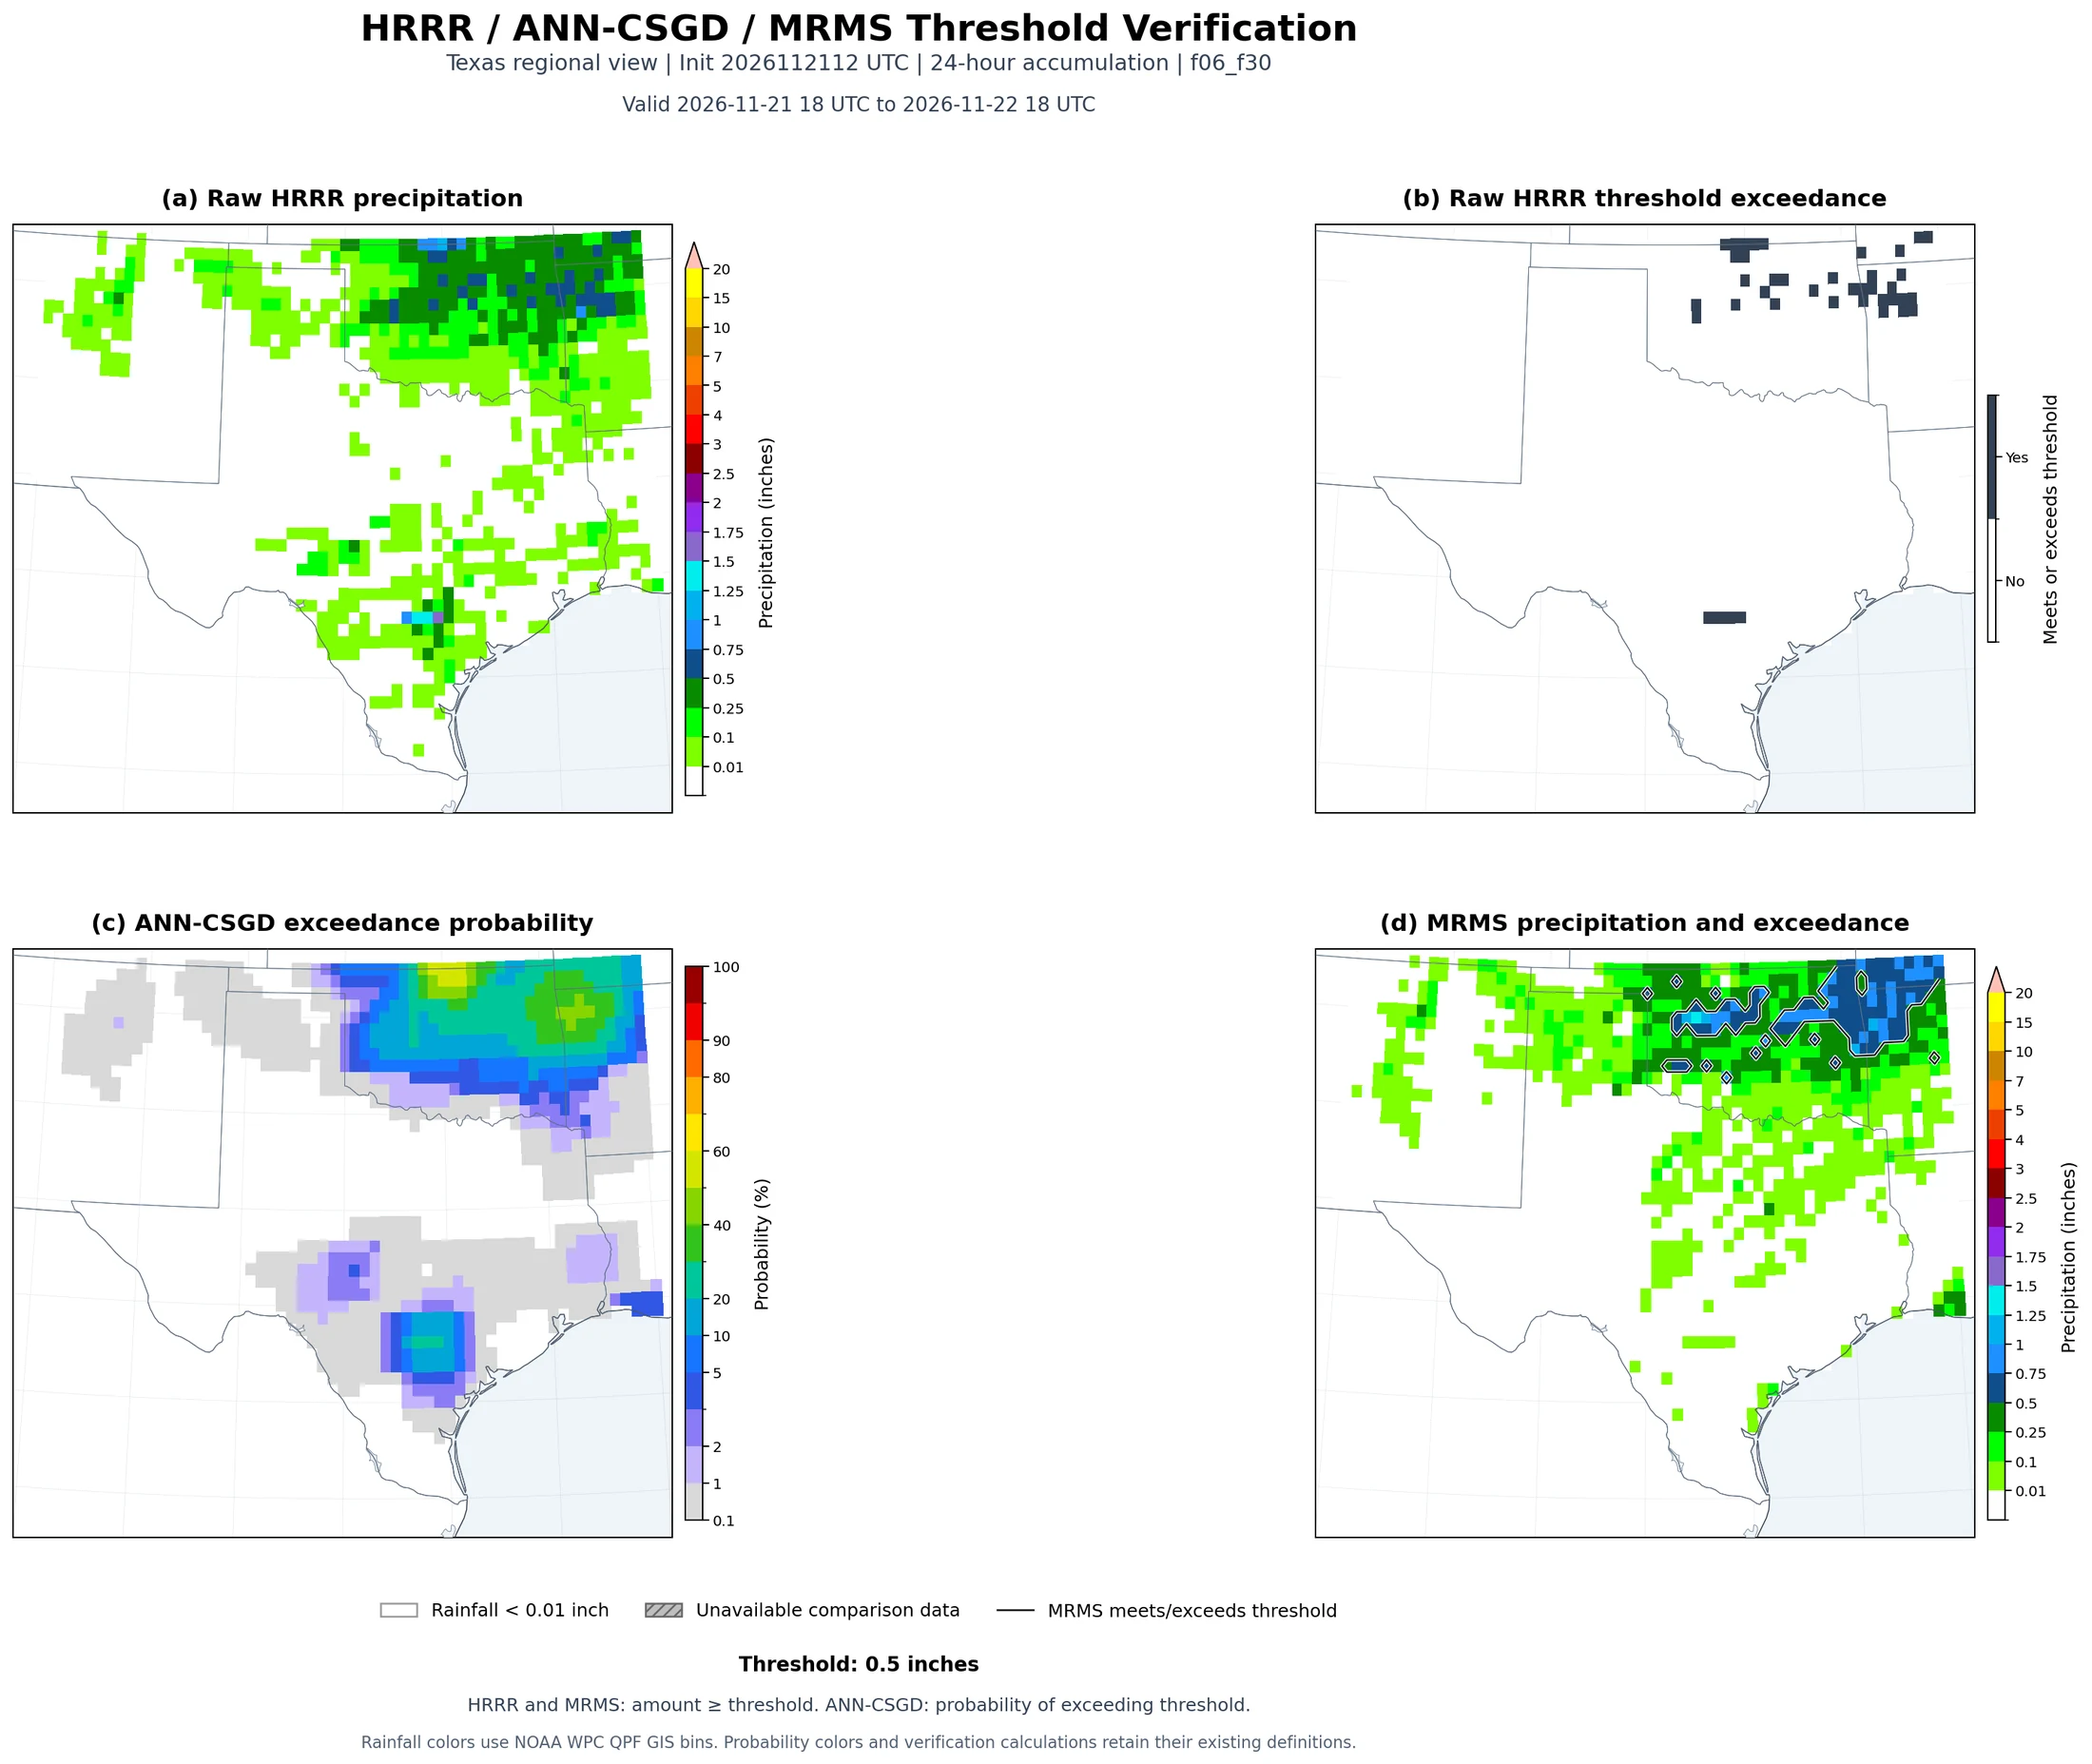 HRRR / ANN-CSGD / MRMS Threshold Verification
Texas regional view | Init 2026112112 UTC | 24-hour accumulation | f06_f30
Valid 2026-11-21 18 UTC to 2026-11-22 18 UTC
(a) Raw HRRR precipitation
20
15
10
7
5
4
3
2.5
2
1.75
1.5
1.25
1
0.75
0.5
0.25
0.1
0.01
Precipitation (inches)
(b) Raw HRRR threshold exceedance
Yes
No
Meets or exceeds threshold
(c) ANN-CSGD exceedance probability
100
90
80
60
40
20
10
5
2
1
0.1
Probability (%)
(d) MRMS precipitation and exceedance
20
15
10
7
5
4
3
2.5
2
1.75
1.5
1.25
1
0.75
0.5
0.25
0.1
0.01
Precipitation (inches)
Rainfall < 0.01 inch
Unavailable comparison data
MRMS meets/exceeds threshold
Threshold: 0.5 inches
HRRR and MRMS: amount ≥ threshold. ANN-CSGD: probability of exceeding threshold.
Rainfall colors use NOAA WPC QPF GIS bins. Probability colors and verification calculations retain their existing definitions.